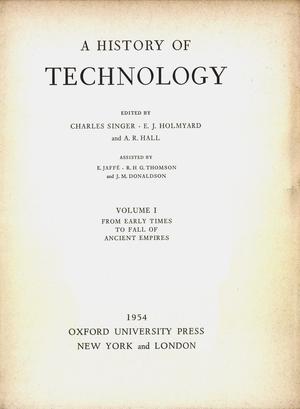 A HISTORY OF
TECHNOLOGY
EDITED BY
CHARLES SINGER · E. J. HOLMYARD
and A. R. HALL
ASSISTED BY
E. JAFFÉ · R. H. G. THOMSON
and J. M. DONALDSON
VOLUME I
FROM EARLY TIMES
TO FALL OF
ANCIENT EMPIRES
1954
OXFORD UNIVERSITY PRESS
NEW YORK and LONDON